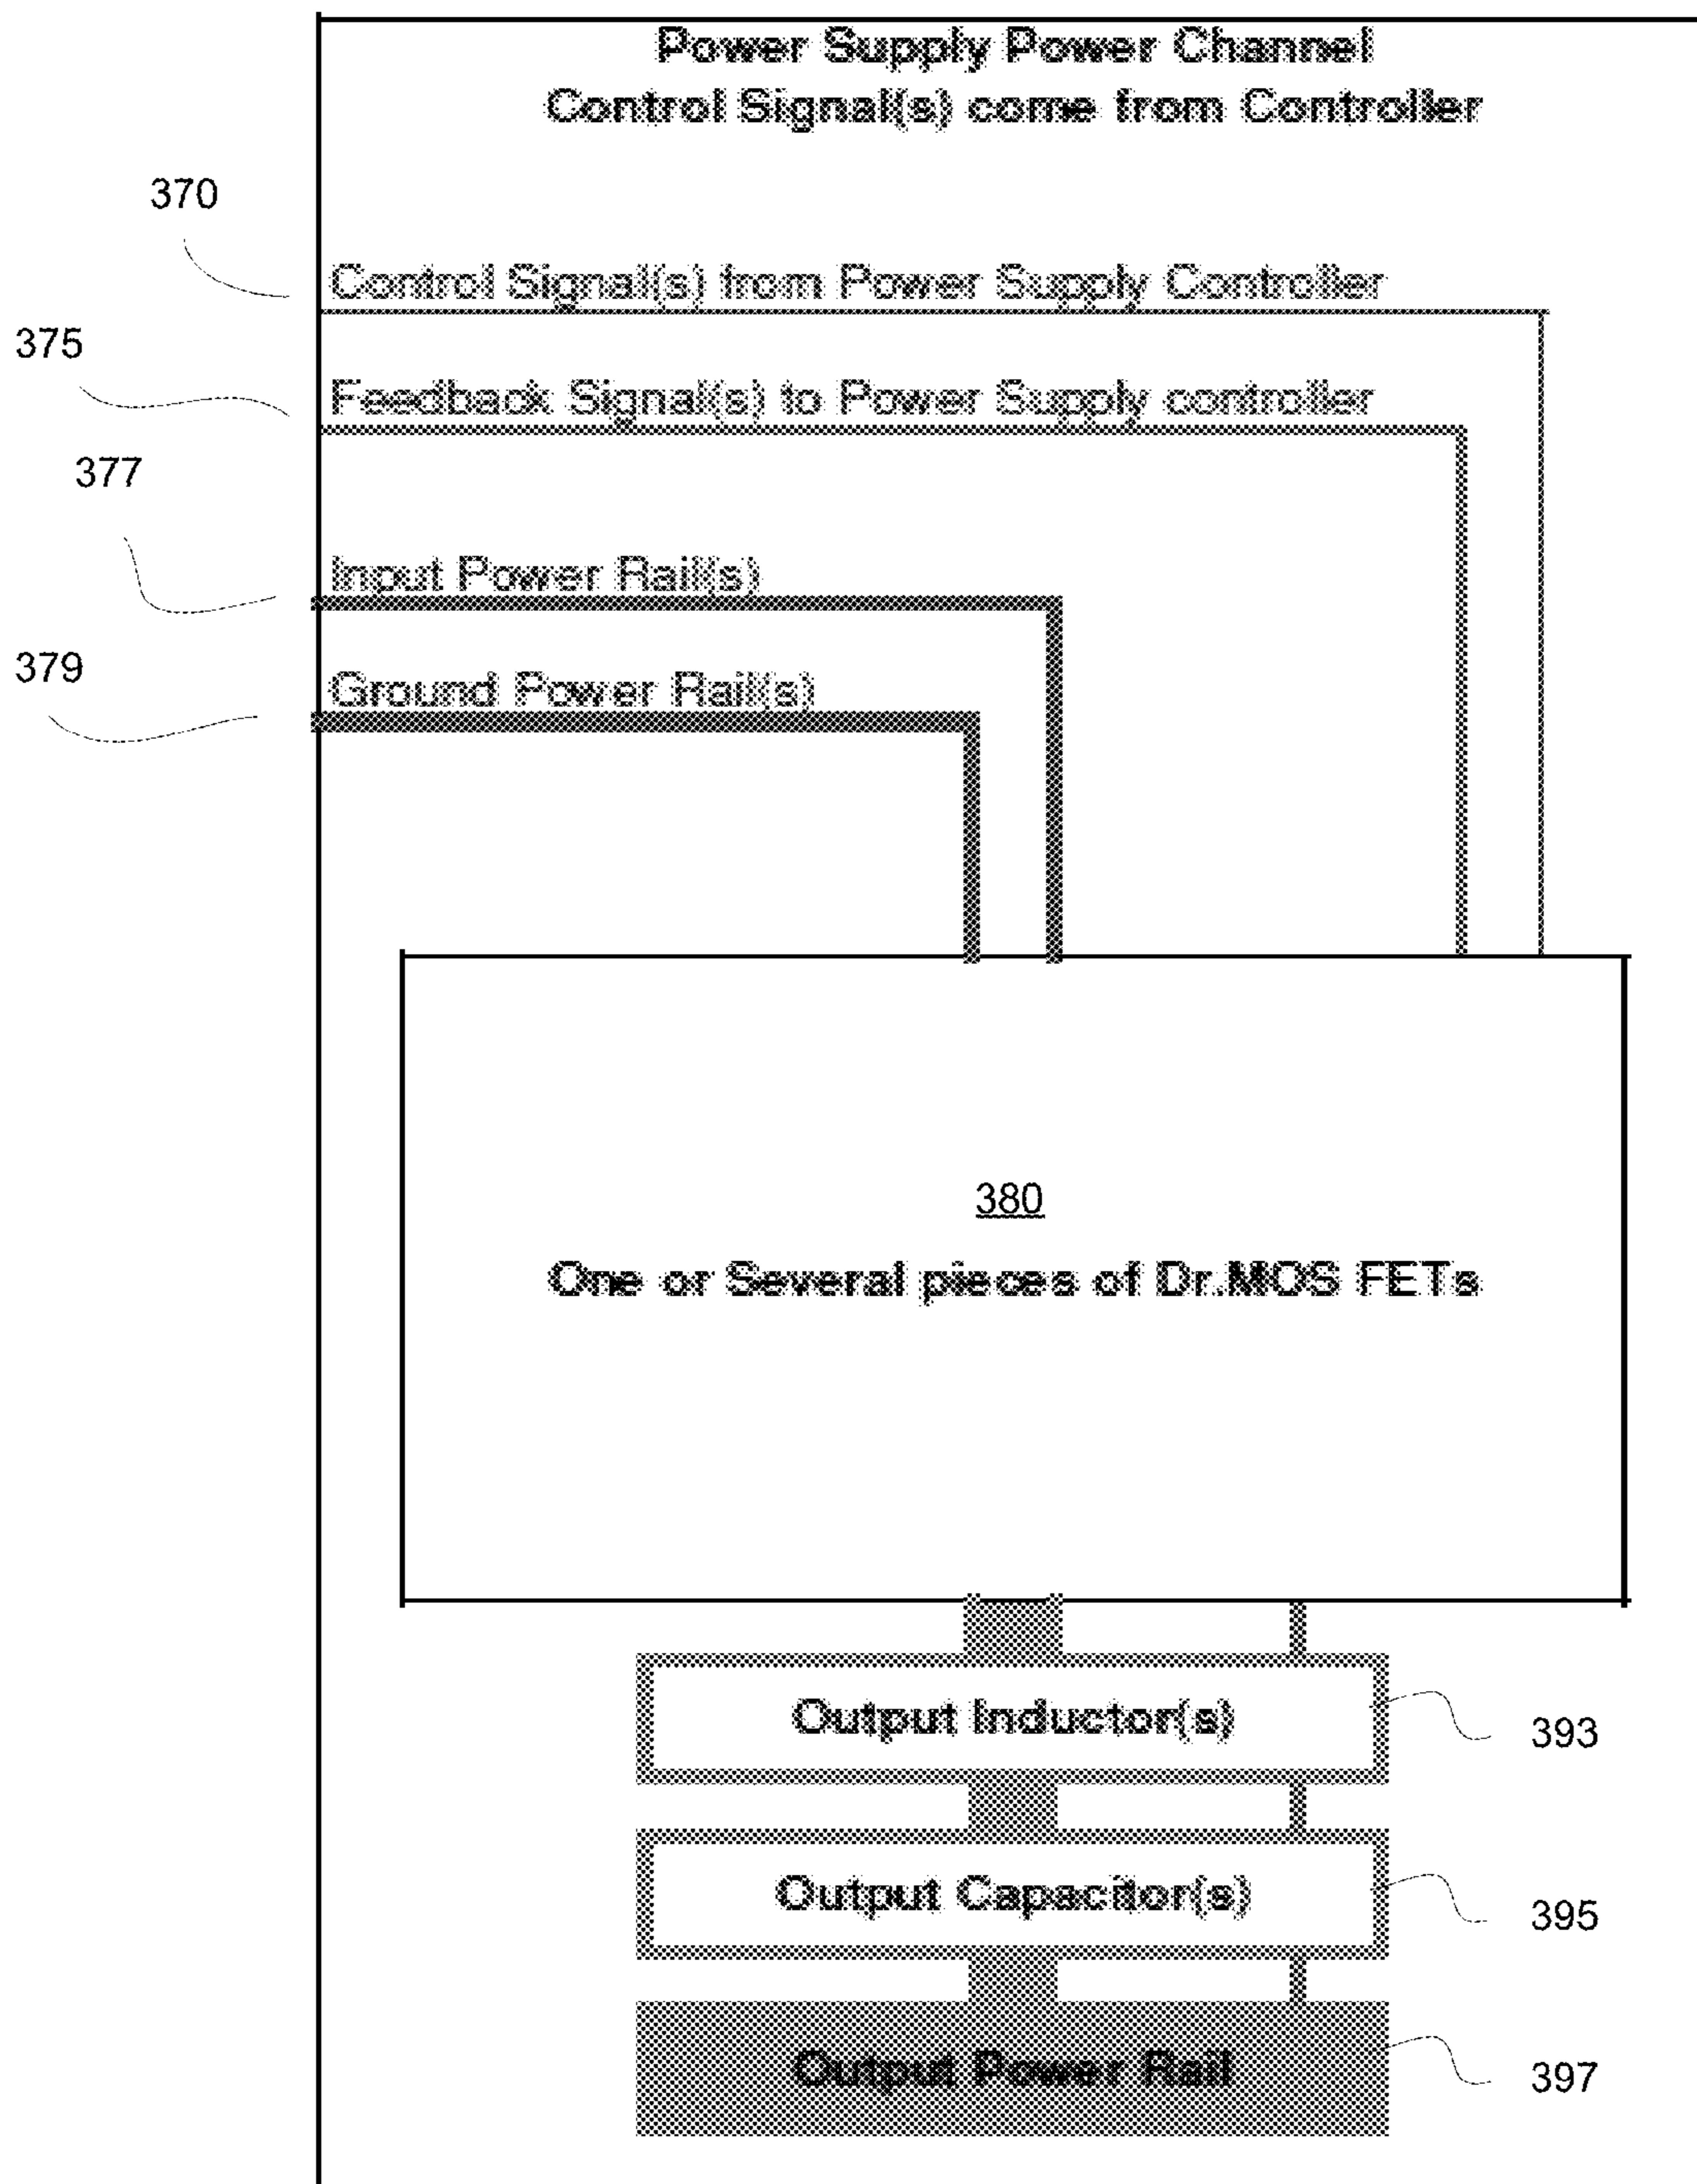 Power Supply Power Channel
Control Signal(s) come from Controller
370
Control Signal(s) from Power Supply Controller
375
Feedback Signal(s) to Power Supply controller
377
Input Power Rail(s)
379
Ground Power Rail(s)
380
One or Several pieces of Dr.MOS FETs
Output Inductor(s)
393
Output Capacitor(s)
395
Output Power Rail
397